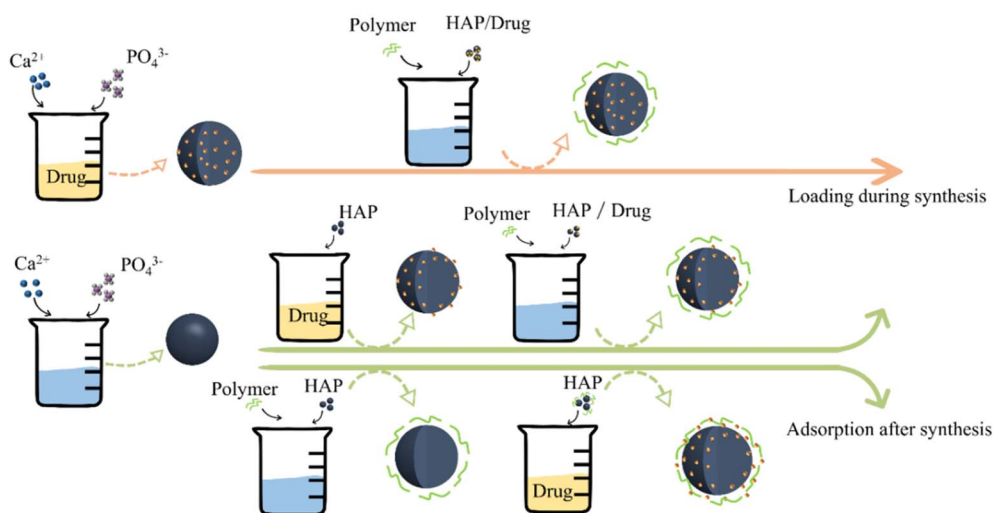 Polymer
HAP/Drug
Ca²⁺
PO₄³⁻
Drug
Loading during synthesis
HAP
Polymer
HAP / Drug
Ca²⁺
PO₄³⁻
Drug
Polymer
HAP
HAP
Adsorption after synthesis
Drug